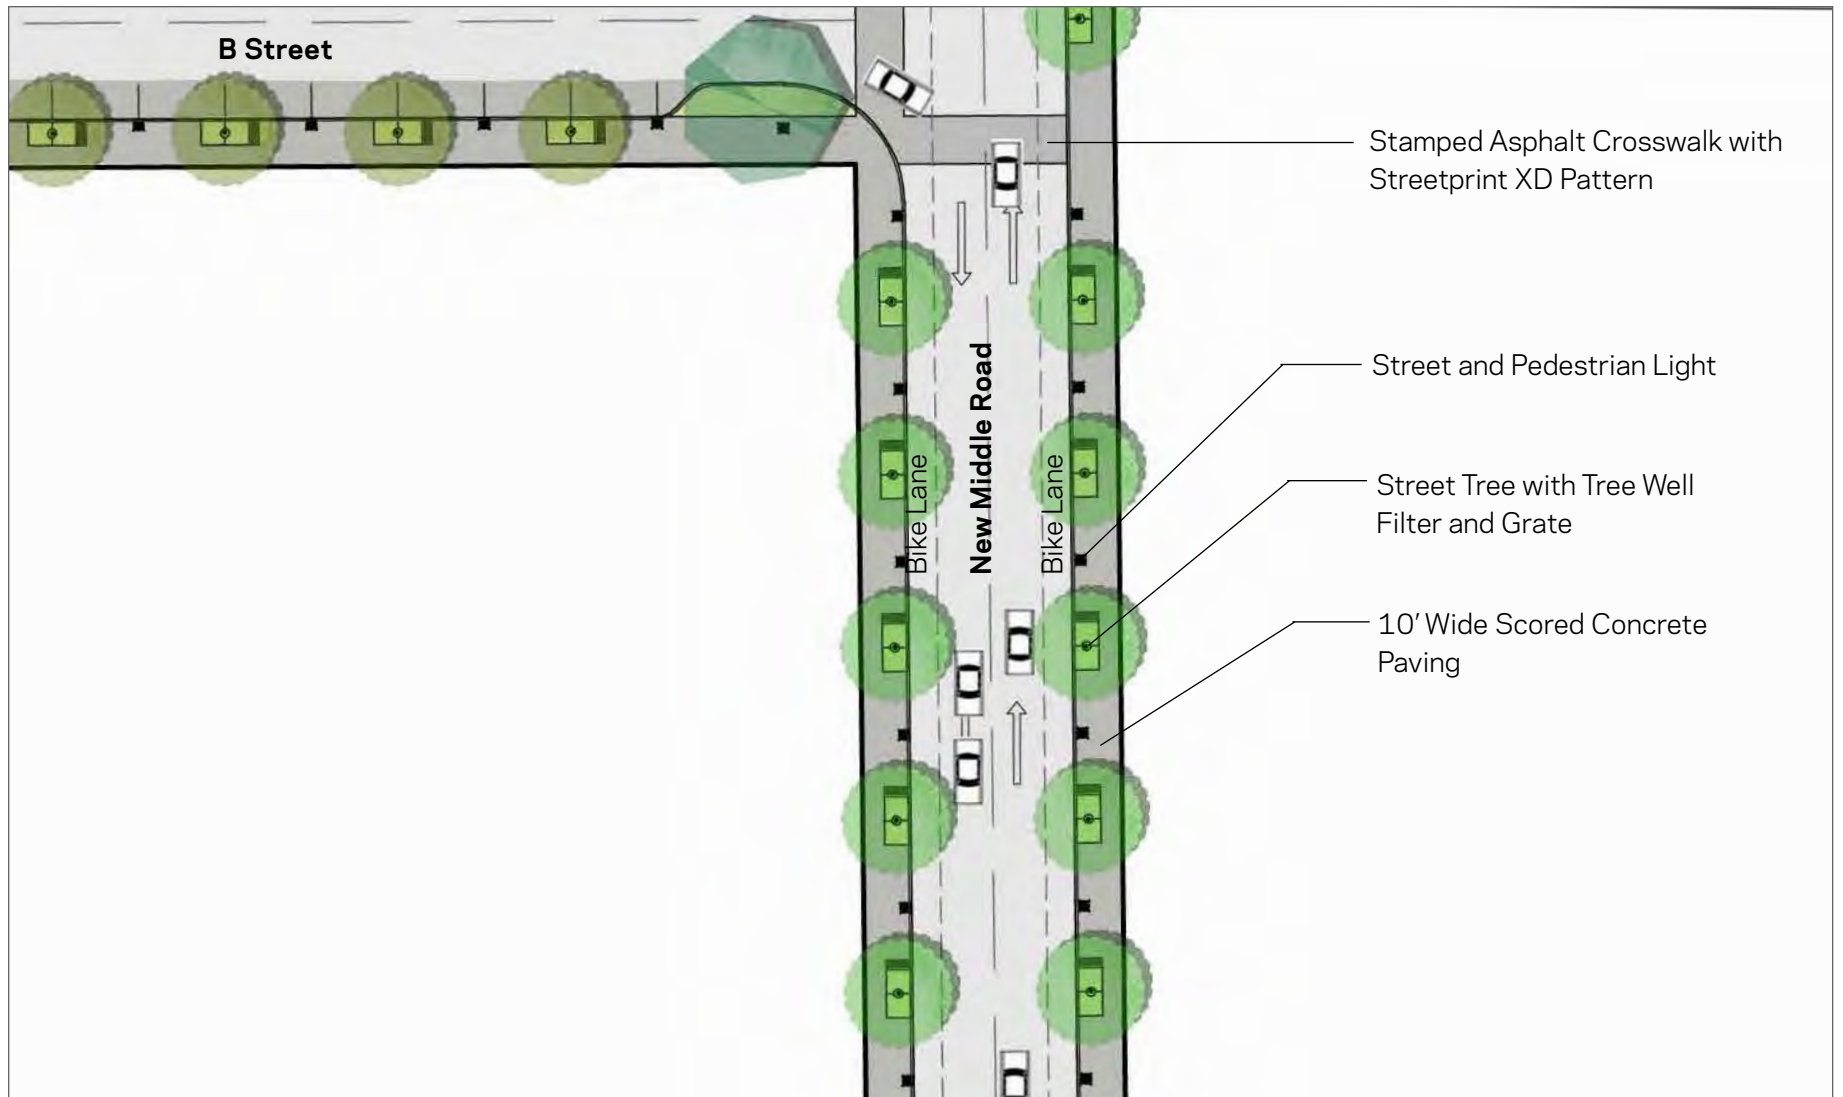 B Street
Stamped Asphalt Crosswalk with
Streetprint XD Pattern
Street and Pedestrian Light
New Middle Road
Bike Lane
Bike Lane
Street Tree with Tree Well
Filter and Grate
10' Wide Scored Concrete
Paving